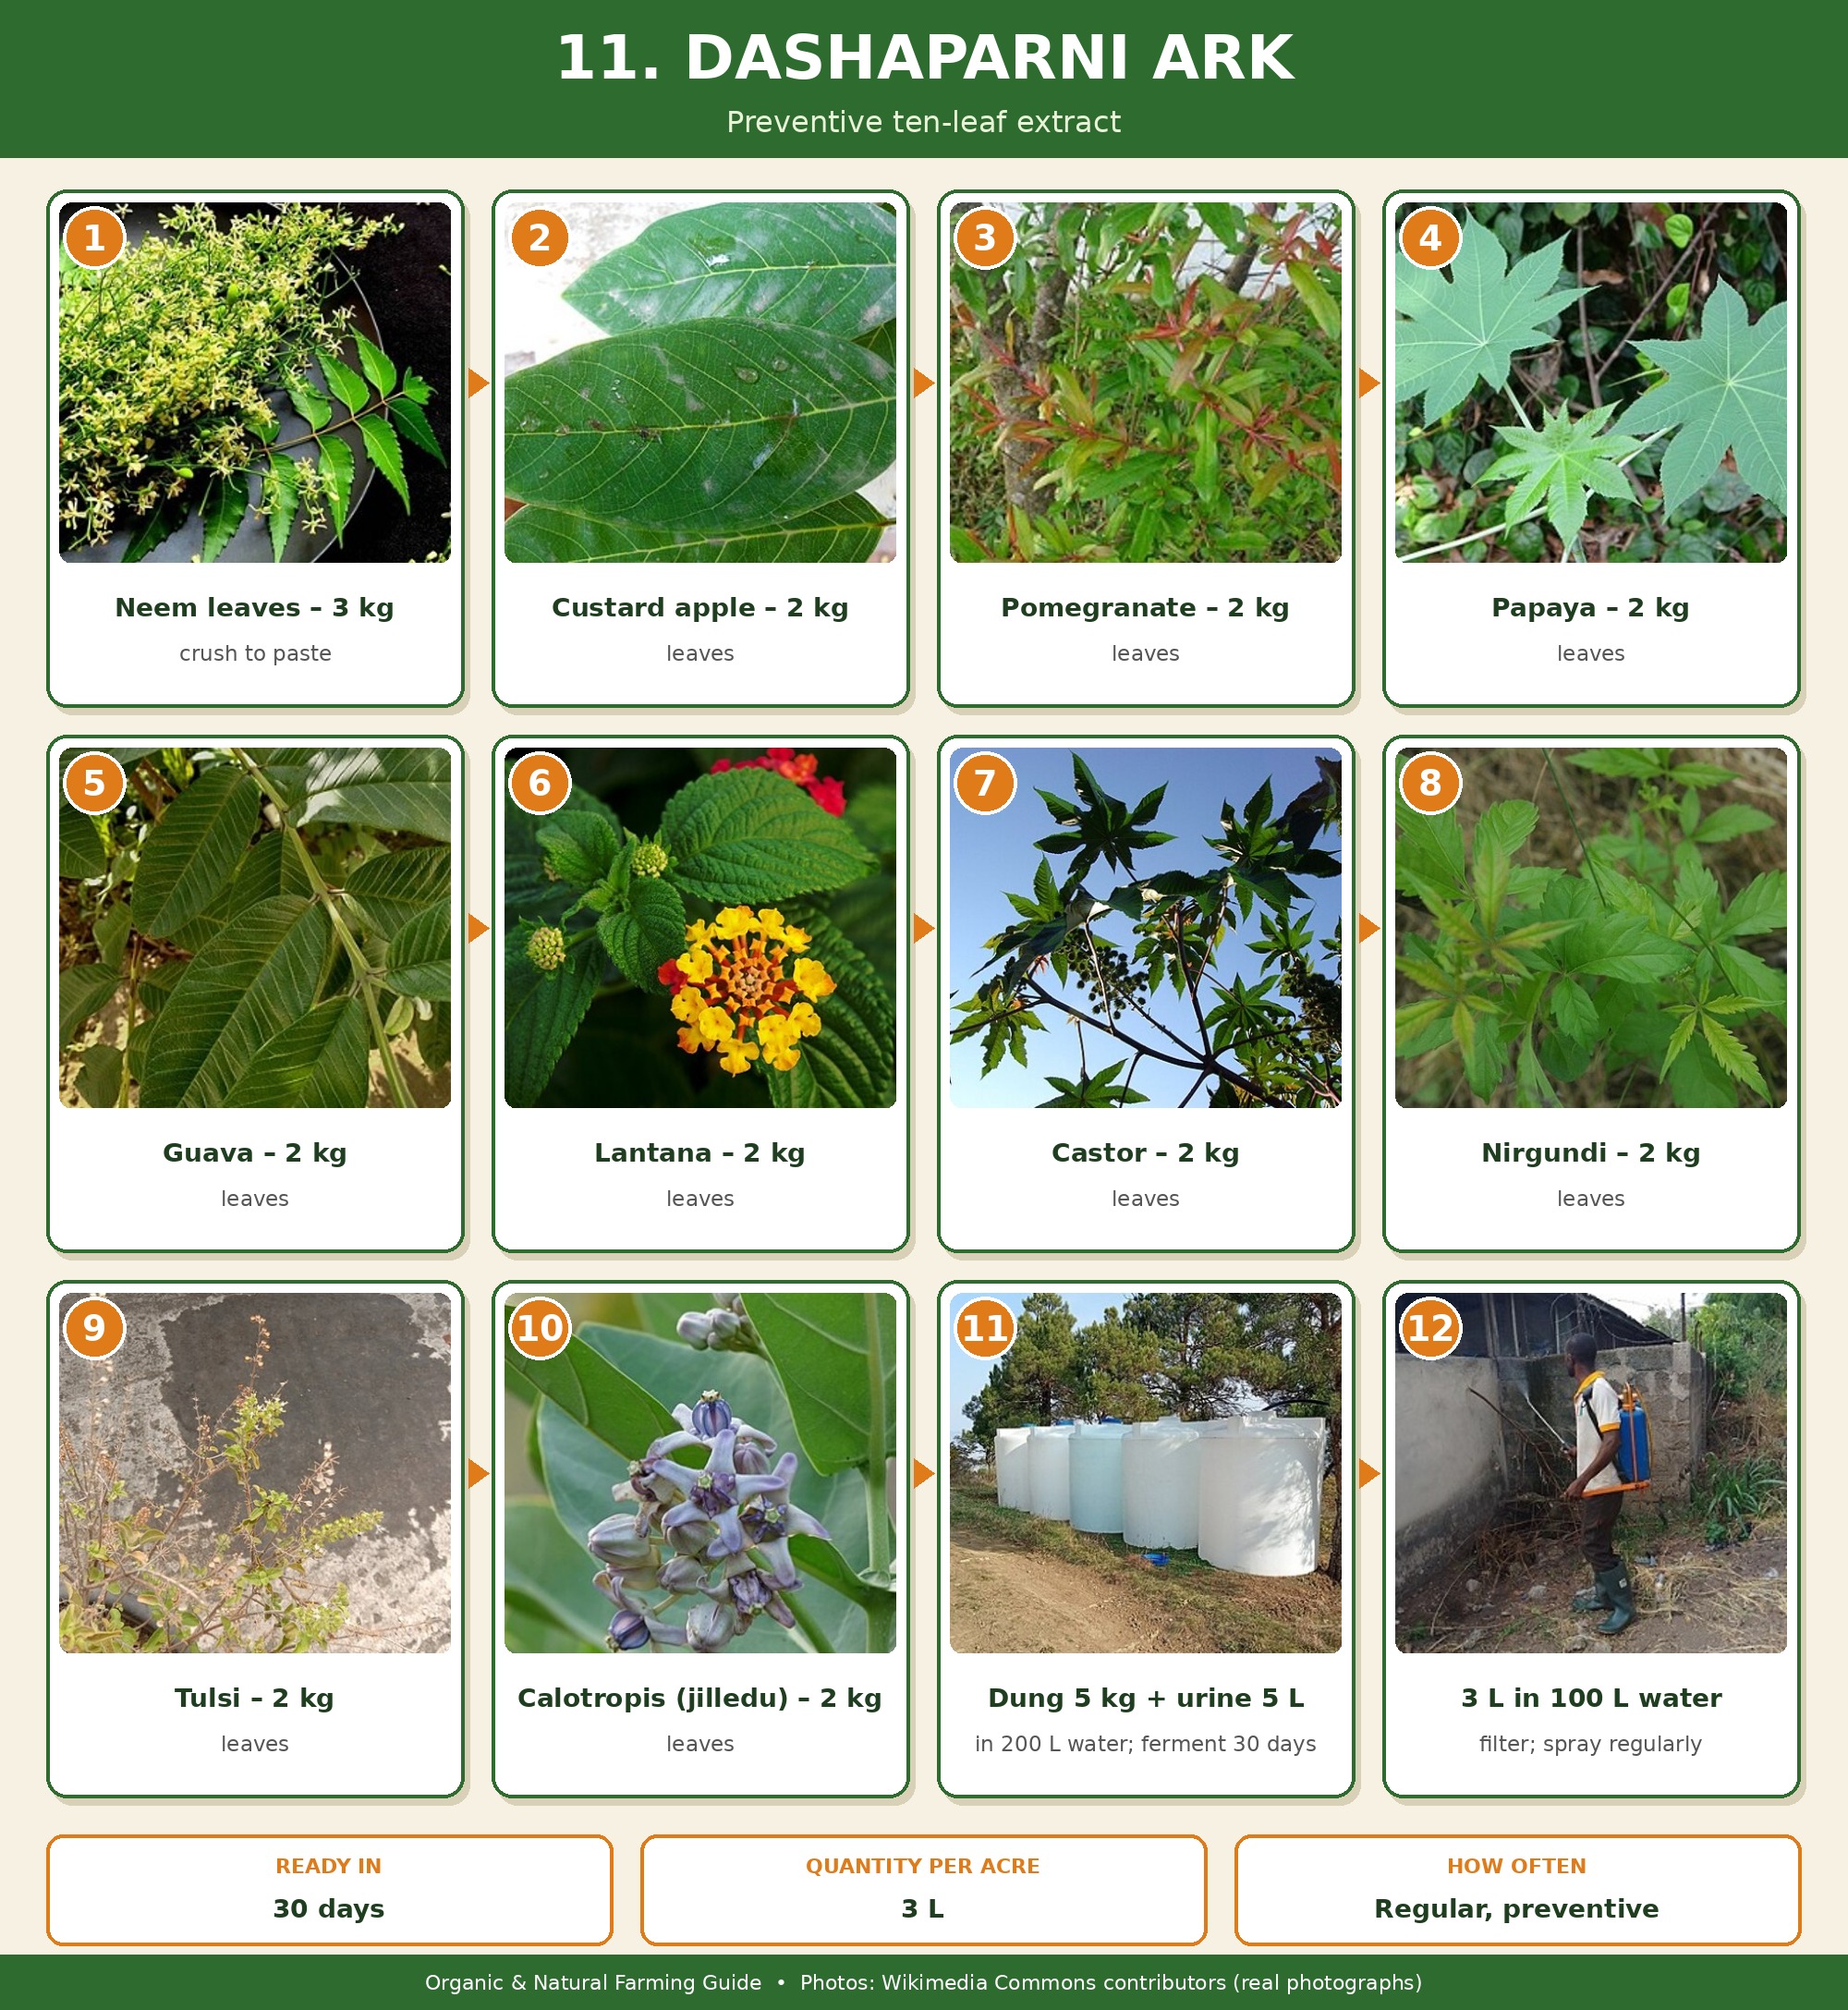 11. DASHAPARNI ARK
Preventive ten-leaf extract
1
Neem leaves – 3 kg
crush to paste
2
Custard apple – 2 kg
leaves
3
Pomegranate – 2 kg
leaves
4
Papaya – 2 kg
leaves
5
Guava – 2 kg
leaves
6
Lantana – 2 kg
leaves
7
Castor – 2 kg
leaves
8
Nirgundi – 2 kg
leaves
9
Tulsi – 2 kg
leaves
10
Calotropis (jilledu) – 2 kg
leaves
11
Dung 5 kg + urine 5 L
in 200 L water; ferment 30 days
12
3 L in 100 L water
filter; spray regularly
READY IN
30 days
QUANTITY PER ACRE
3 L
HOW OFTEN
Regular, preventive
Organic & Natural Farming Guide • Photos: Wikimedia Commons contributors (real photographs)